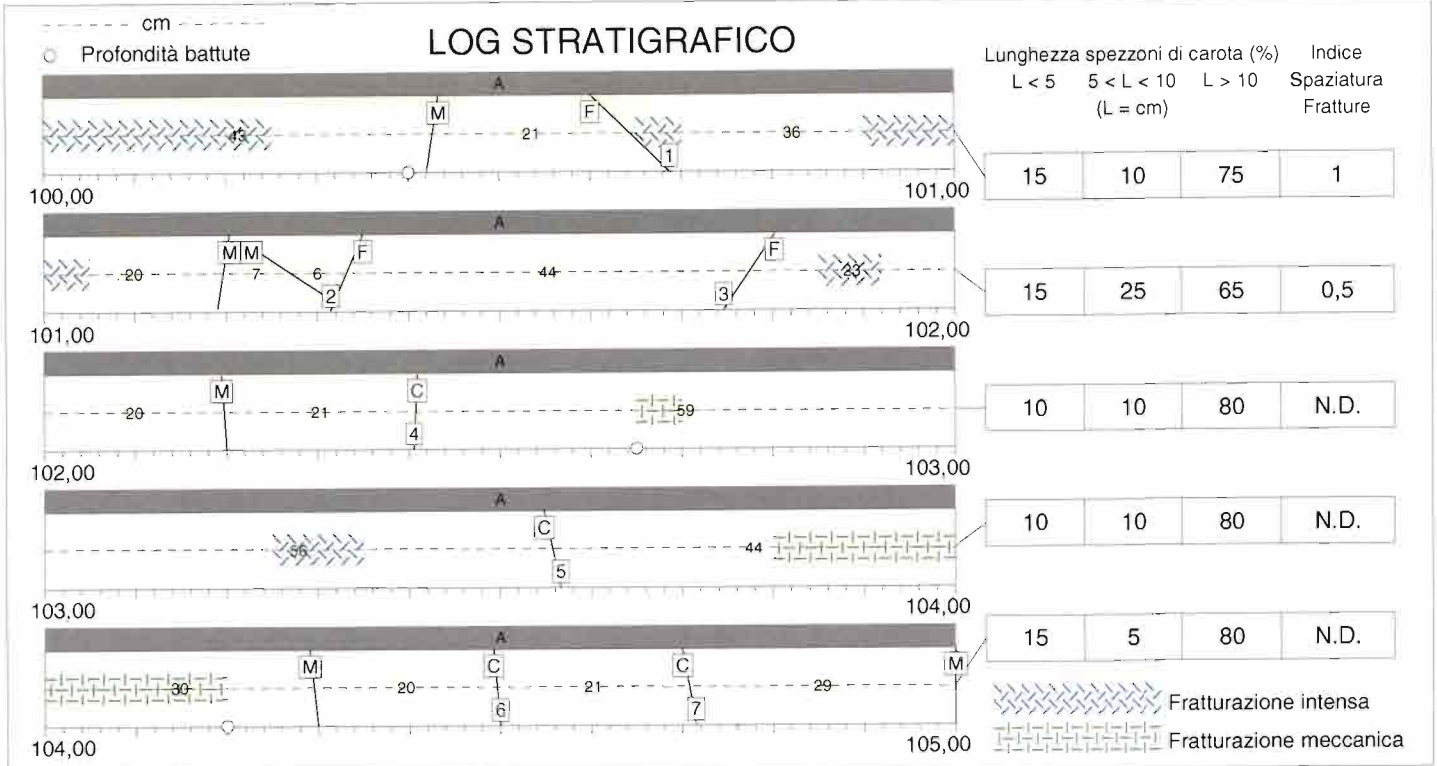 cm
Profondità battute
LOG STRATIGRAFICO
Lunghezza spezzoni di carota (%)
Indice
Spaziatura
Fratture
L < 5
5 < L < 10
L > 10
(L = cm)
A
43
M
21
F
1
36
100,00
101,00
15
10
75
1
A
20
M
M
7
6
2
F
44
3
F
23
101,00
102,00
15
25
65
0,5
A
20
M
21
C
4
59
102,00
103,00
10
10
80
N.D.
A
56
C
5
44
103,00
104,00
10
10
80
N.D.
A
30
M
20
C
6
21
C
7
29
M
104,00
105,00
15
5
80
N.D.
Fratturazione intensa
Fratturazione meccanica